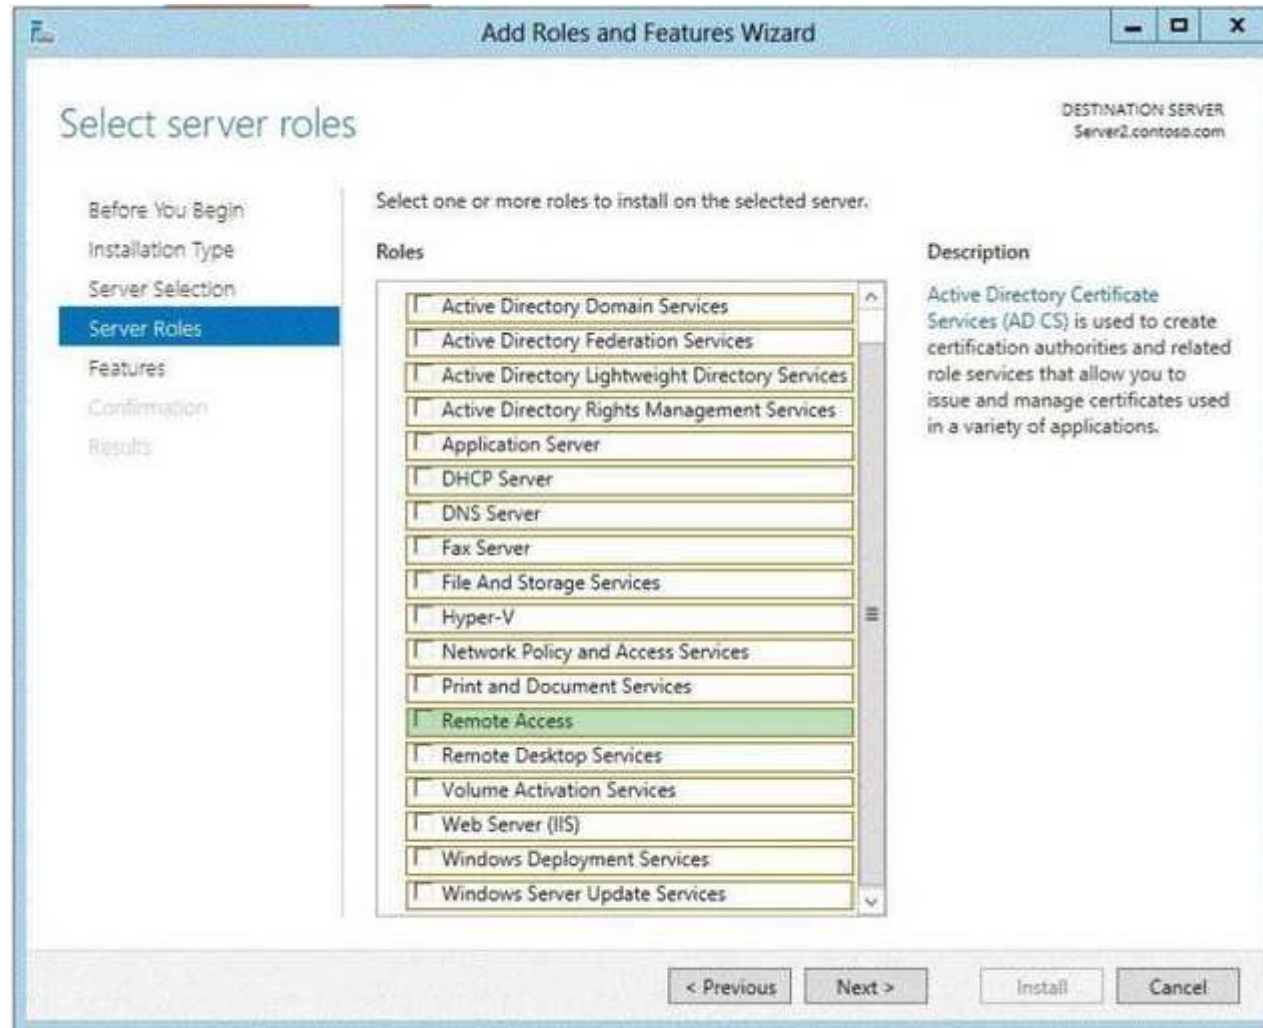 Add Roles and Features Wizard
Select server roles
DESTINATION SERVER
Server2.contoso.com
Before You Begin
Installation Type
Server Selection
Server Roles
Features
Confirmation
Results
Select one or more roles to install on the selected server.
Roles
Active Directory Domain Services
Active Directory Federation Services
Active Directory Lightweight Directory Services
Active Directory Rights Management Services
Application Server
DHCP Server
DNS Server
Fax Server
File And Storage Services
Hyper-V
Network Policy and Access Services
Print and Document Services
Remote Access
Remote Desktop Services
Volume Activation Services
Web Server (IIS)
Windows Deployment Services
Windows Server Update Services
Description
Active Directory Certificate
Services (AD CS) is used to create
certification authorities and related
role services that allow you to
issue and manage certificates used
in a variety of applications.
< Previous
Next >
Install
Cancel